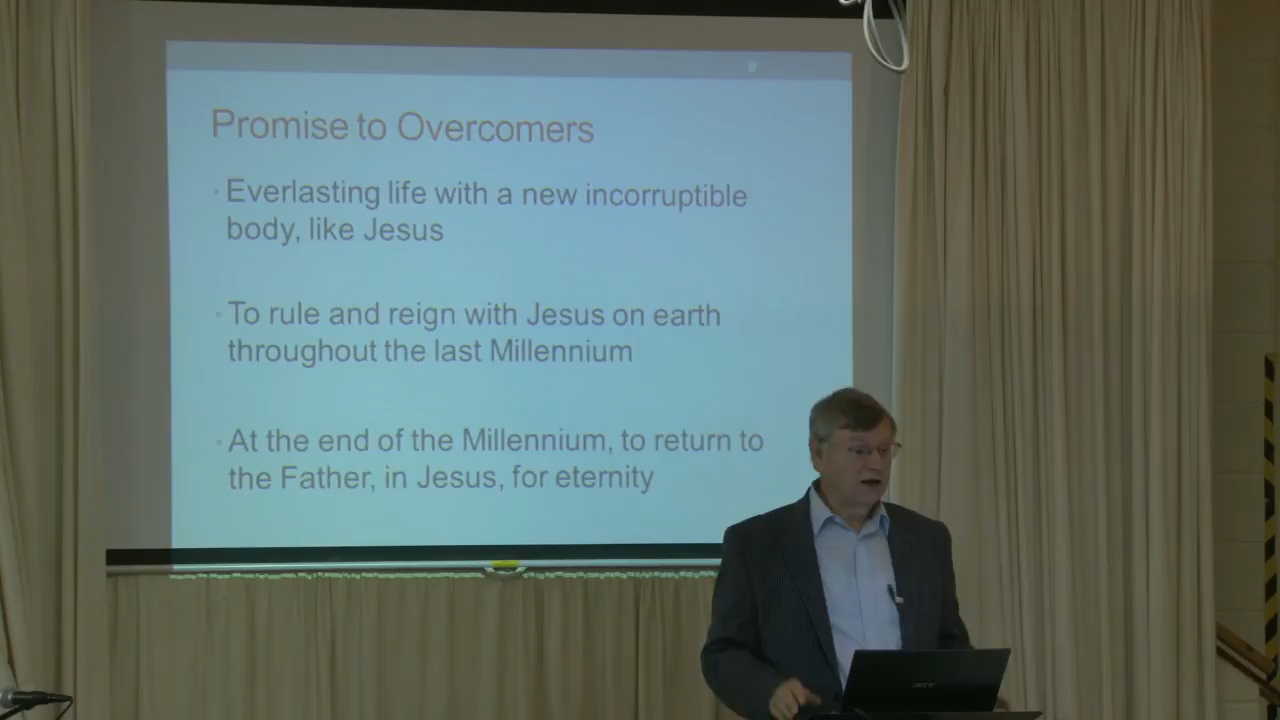 Promise to Overcomers
Everlasting life with a new incorruptible
body, like Jesus
To rule and reign with Jesus on earth
throughout the last Millennium
At the end of the Millennium, to return to
the Father, in Jesus, for eternity
acer